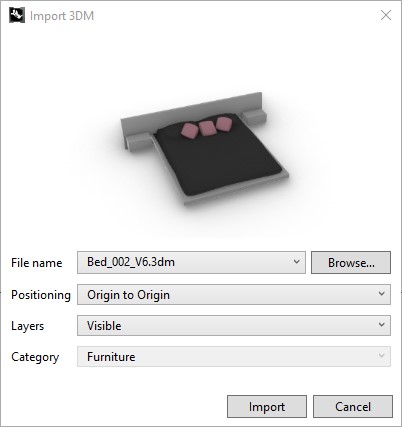 Import 3DM
File name Bed_002_V6.3dm Browse...
Positioning Origin to Origin
Layers Visible
Category Furniture
Import Cancel